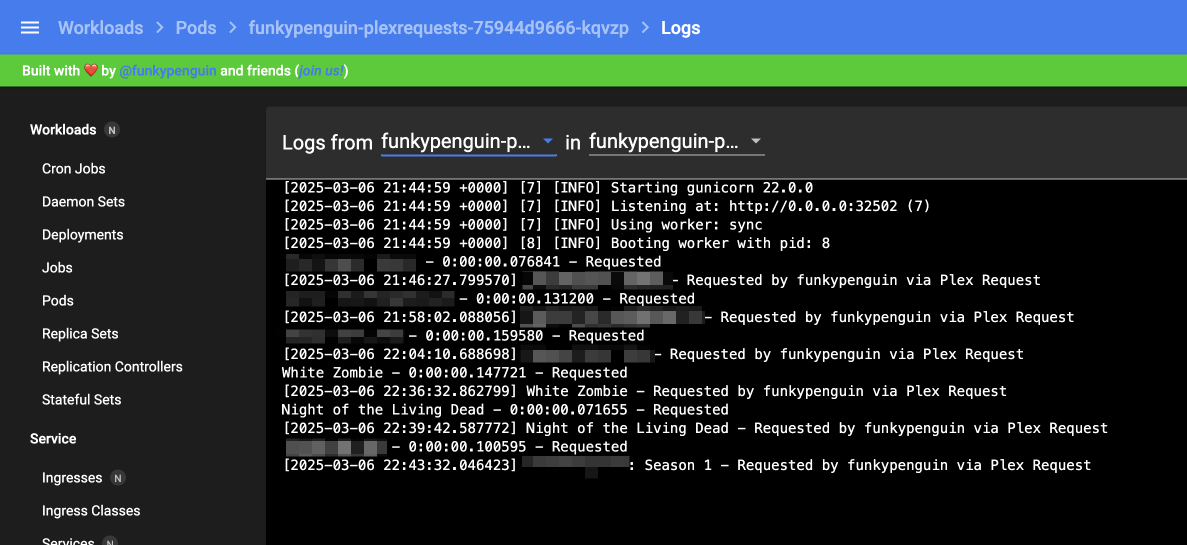 Workloads > Pods > funkypenguin-plexrequests-75944d9666-kqvzp > Logs
Built with ❤️ by @funkypenguin and friends (join us!)
Workloads N
Cron Jobs
Daemon Sets
Deployments
Jobs
Pods
Replica Sets
Replication Controllers
Stateful Sets
Service
Ingresses N
Ingress Classes
Services N
Logs from funkypenguin-p... in funkypenguin-p...
[2025-03-06 21:44:59 +0000] [7] [INFO] Starting gunicorn 22.0.0
[2025-03-06 21:44:59 +0000] [7] [INFO] Listening at: http://0.0.0.0:32502 (7)
[2025-03-06 21:44:59 +0000] [7] [INFO] Using worker: sync
[2025-03-06 21:44:59 +0000] [8] [INFO] Booting worker with pid: 8
– 0:00:00.076841 – Requested
[2025-03-06 21:46:27.799570] – Requested by funkypenguin via Plex Request
– 0:00:00.131200 – Requested
[2025-03-06 21:58:02.088056] – Requested by funkypenguin via Plex Request
– 0:00:00.159580 – Requested
[2025-03-06 22:04:10.688698] – Requested by funkypenguin via Plex Request
White Zombie – 0:00:00.147721 – Requested
[2025-03-06 22:36:32.862799] White Zombie – Requested by funkypenguin via Plex Request
Night of the Living Dead – 0:00:00.071655 – Requested
[2025-03-06 22:39:42.587772] Night of the Living Dead – Requested by funkypenguin via Plex Request
– 0:00:00.100595 – Requested
[2025-03-06 22:43:32.046423] : Season 1 – Requested by funkypenguin via Plex Request